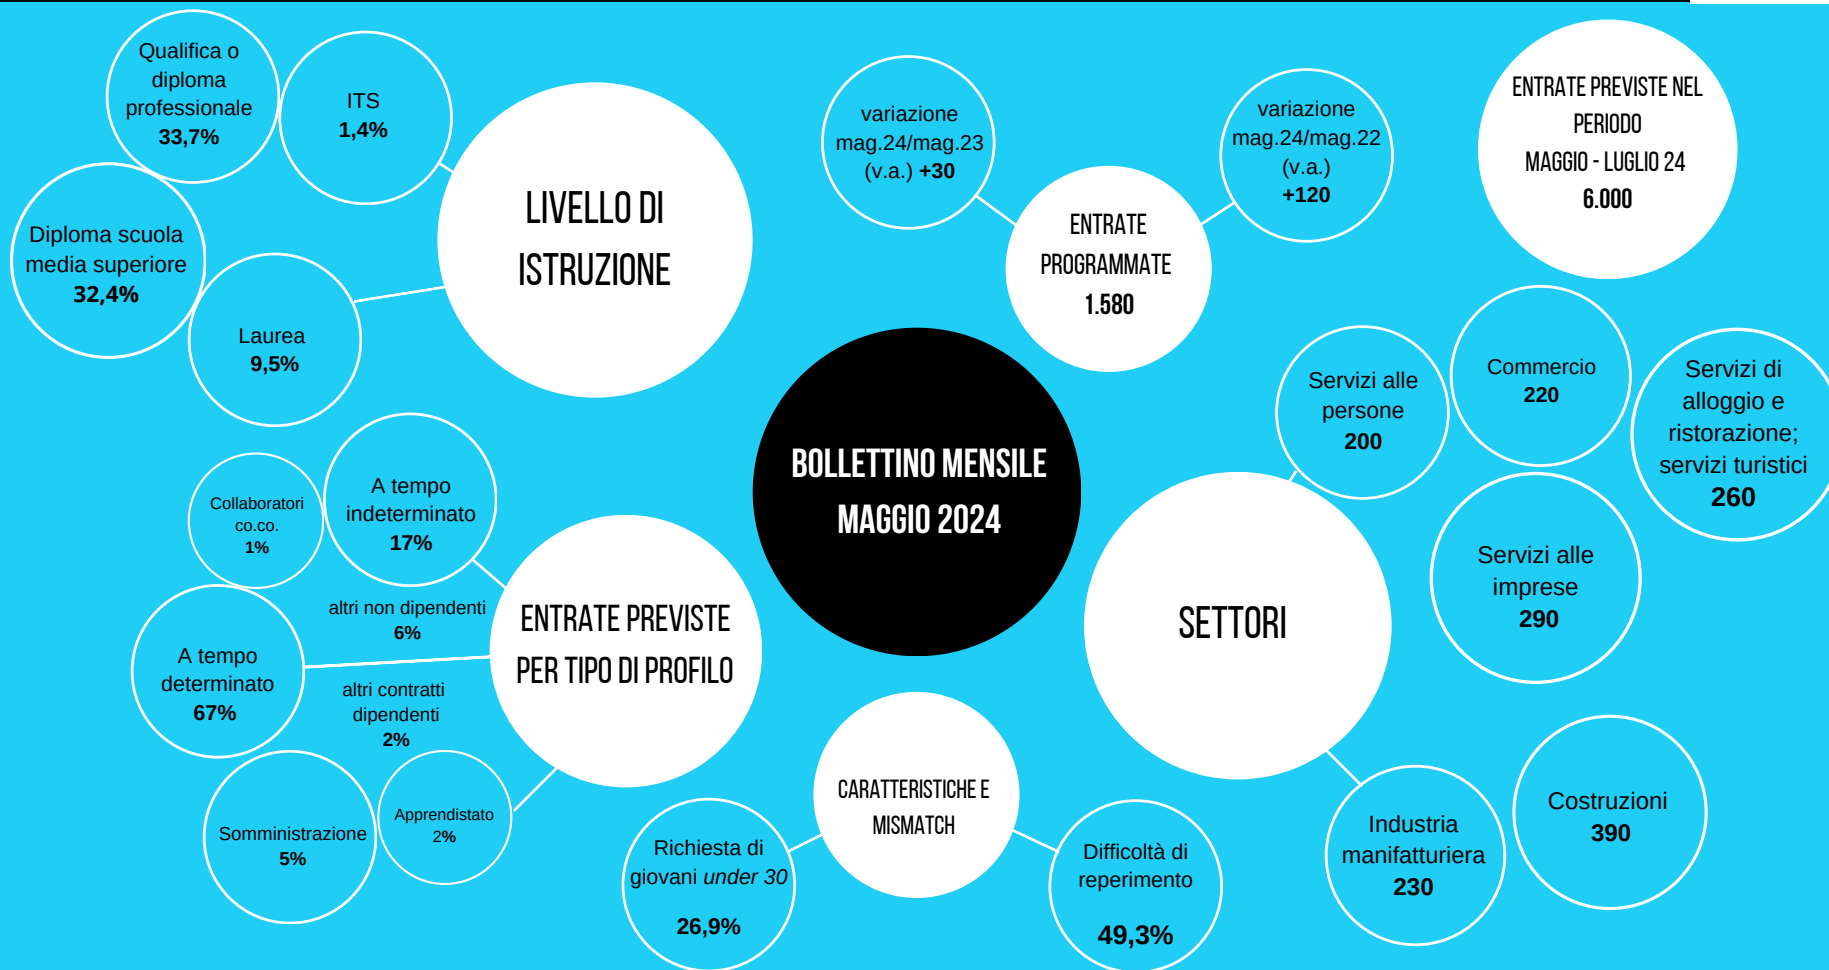 Qualifica o
diploma
professionale
33,7%
ITS
1,4%
Diploma scuola
media superiore
32,4%
Laurea
9,5%
LIVELLO DI
ISTRUZIONE
variazione
mag.24/mag.23
(v.a.) +30
variazione
mag.24/mag.22
(v.a.)
+120
ENTRATE
PROGRAMMATE
1.580
ENTRATE PREVISTE NEL
PERIODO
MAGGIO - LUGLIO 24
6.000
BOLLETTINO MENSILE
MAGGIO 2024
Servizi alle
persone
200
Commercio
220
Servizi di
alloggio e
ristorazione;
servizi turistici
260
Servizi alle
imprese
290
SETTORI
Industria
manifatturiera
230
Costruzioni
390
Collaboratori
co.co.
1%
A tempo
indeterminato
17%
altri non dipendenti
6%
A tempo
determinato
67%
altri contratti
dipendenti
2%
Somministrazione
5%
Apprendistato
2%
ENTRATE PREVISTE
PER TIPO DI PROFILO
CARATTERISTICHE E
MISMATCH
Richiesta di
giovani under 30
26,9%
Difficoltà di
reperimento
49,3%